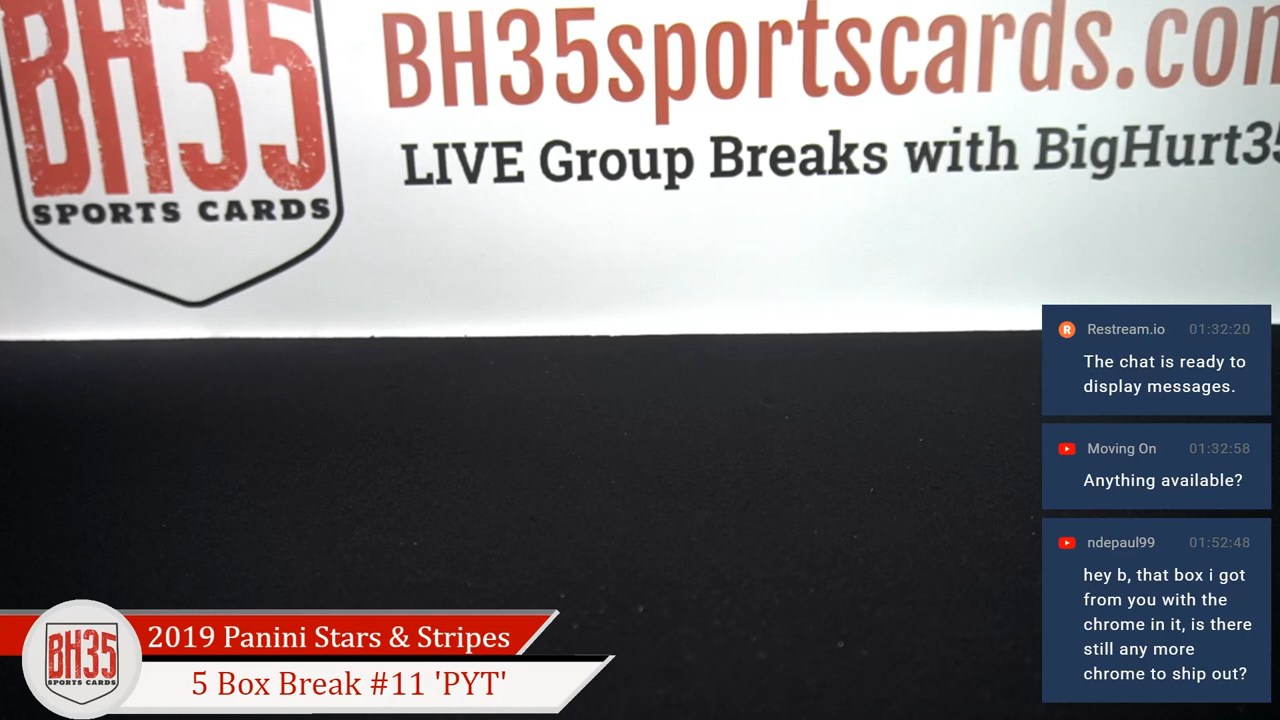 BH35
SPORTS CARDS
BH35sportscards.com
LIVE Group Breaks with BigHurt35
Restream.io 01:32:20
The chat is ready to
display messages.
Moving On 01:32:58
Anything available?
ndepaul99 01:52:48
hey b, that box i got
from you with the
chrome in it, is there
still any more
chrome to ship out?
BH35
SPORTS CARDS
2019 Panini Stars & Stripes
5 Box Break #11 'PYT'